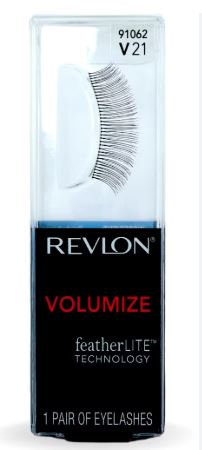 91062
V21
REVLON
VOLUMIZE
featherLITE™
TECHNOLOGY
1 PAIR OF EYELASHES